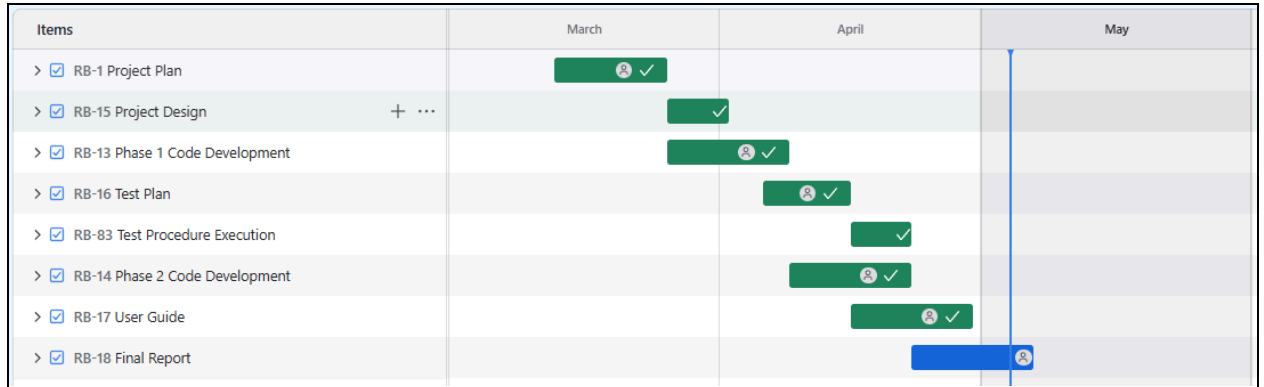 Items March April May
RB-1 Project Plan
RB-15 Project Design
RB-13 Phase 1 Code Development
RB-16 Test Plan
RB-83 Test Procedure Execution
RB-14 Phase 2 Code Development
RB-17 User Guide
RB-18 Final Report